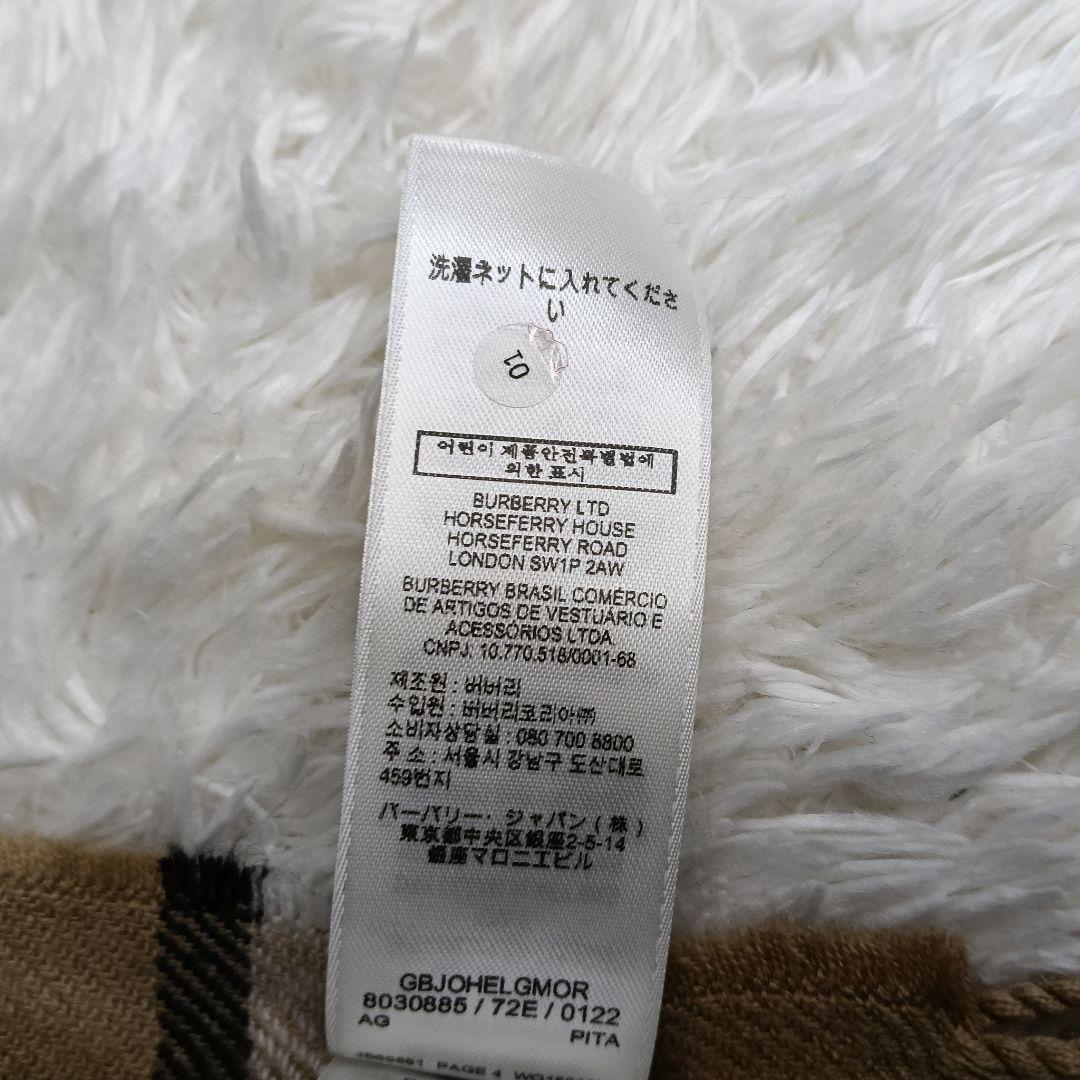 洗濯ネットに入れてくださ
い
10
어린이 제품안전특별법에
의한 표시
BURBERRY LTD
HORSEFERRY HOUSE
HORSEFERRY ROAD
LONDON SW1P 2AW
BURBERRY BRASIL COMÉRCIO
DE ARTIGOS DE VESTUÁRIO E
ACESSÓRIOS LTDA
CNPJ: 10.770.518/0001-68
제조원 : 버버리
수입원 : 버버리코리아㈜
소비자상담실 : 080 700 8800
주 소 : 서울시 강남구 도산대로
459번지
バーバリー・ジャパン(株)
東京都中央区銀座2-5-14
銀座マロニエビル
GBJOHELGMOR
8030885 / 72E / 0122
AG PITA
PAGE 4